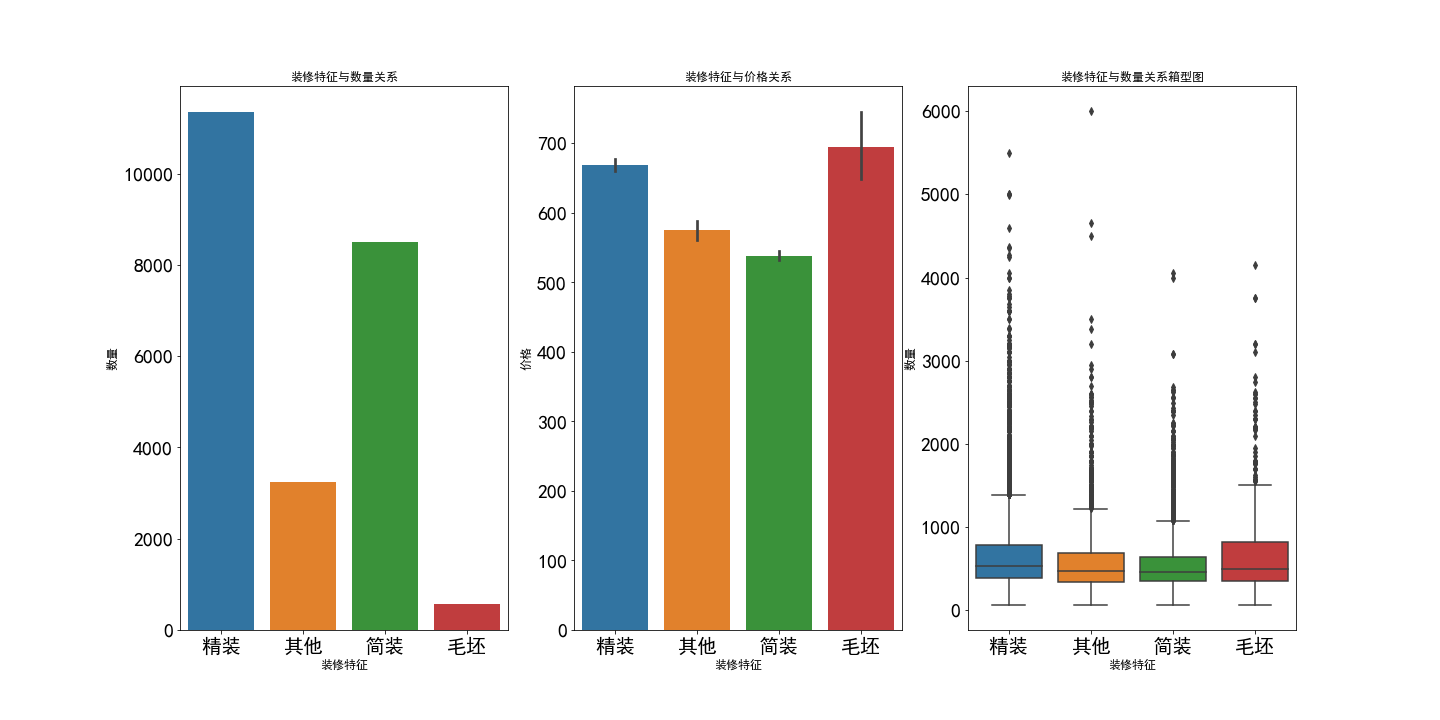 装修特征与数量关系
10000
8000
6000
4000
2000
0
数量
精装 其他 简装 毛坯
装修特征
装修特征与价格关系
700
600
500
400
300
200
100
0
价格
精装 其他 简装 毛坯
装修特征
装修特征与数量关系箱型图
6000
5000
4000
3000
2000
1000
0
数量
精装 其他 简装 毛坯
装修特征